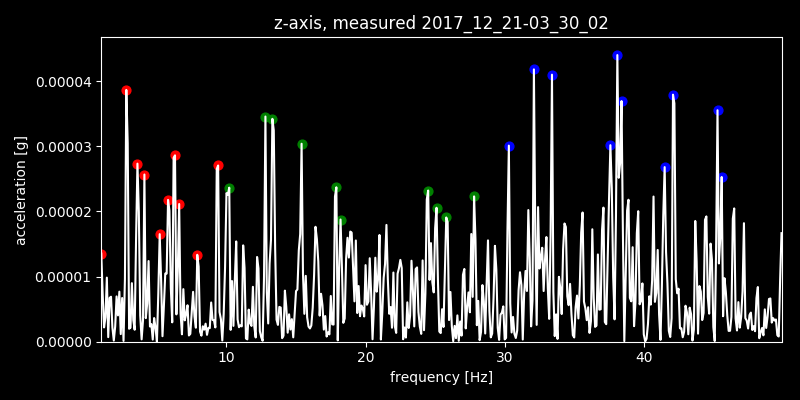 z-axis, measured 2017_12_21-03_30_02
acceleration [g]
0.00004
0.00003
0.00002
0.00001
0.00000
10 20 30 40
frequency [Hz]